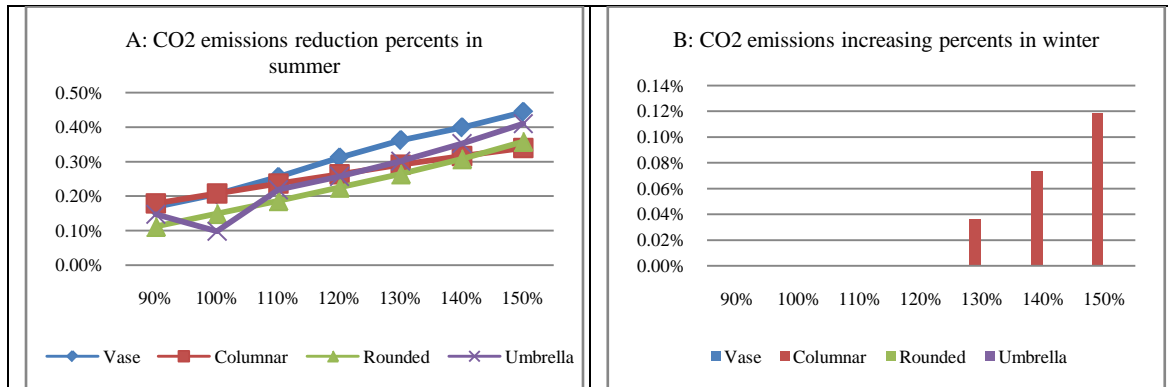 A: CO2 emissions reduction percents in
summer
0.50%
0.40%
0.30%
0.20%
0.10%
0.00%
90% 100% 110% 120% 130% 140% 150%
Vase Columnar Rounded Umbrella
B: CO2 emissions increasing percents in winter
0.14%
0.12%
0.10%
0.08%
0.06%
0.04%
0.02%
0.00%
90% 100% 110% 120% 130% 140% 150%
Vase Columnar Rounded Umbrella